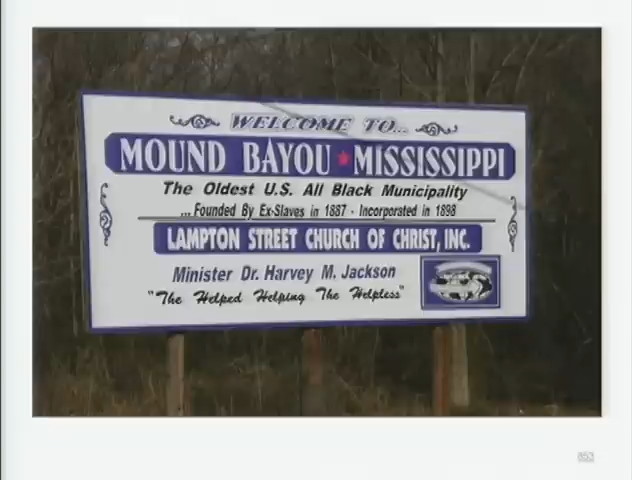 WELCOME TO...
MOUND BAYOU ★ MISSISSIPPI
The Oldest U.S. All Black Municipality
...Founded By Ex-Slaves in 1887 - Incorporated in 1898
LAMPTON STREET CHURCH OF CHRIST, INC.
Minister Dr. Harvey M. Jackson
"The Helped Helping The Helpless"
853